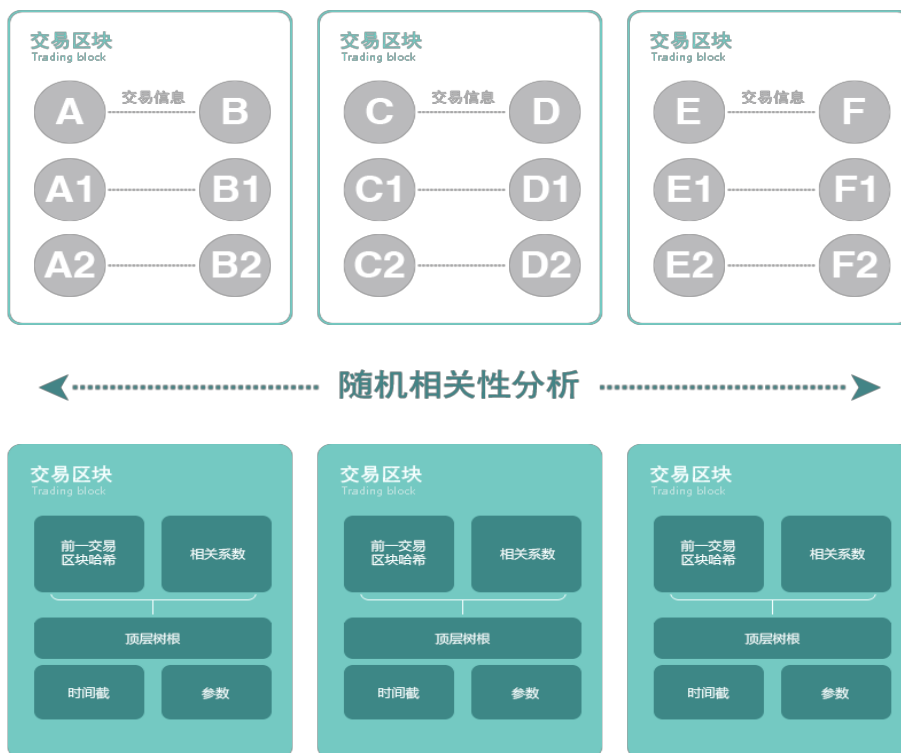 交易区块
Trading block
A 交易信息 B
A1 B1
A2 B2
交易区块
Trading block
C 交易信息 D
C1 D1
C2 D2
交易区块
Trading block
E 交易信息 F
E1 F1
E2 F2
随机相关性分析
交易区块
Trading block
前一交易
区块哈希
相关系数
顶层树根
时间截
参数
交易区块
Trading block
前一交易
区块哈希
相关系数
顶层树根
时间截
参数
交易区块
Trading block
前一交易
区块哈希
相关系数
顶层树根
时间截
参数